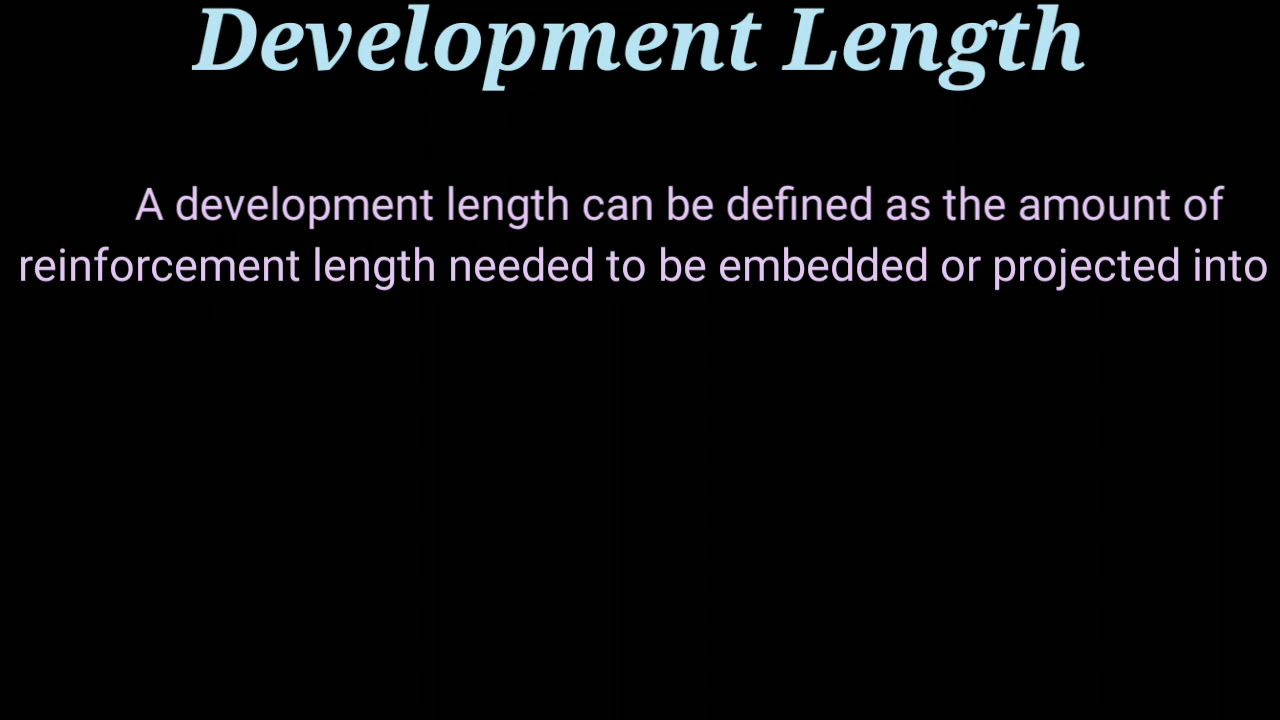 Development Length
A development length can be defined as the amount of
reinforcement length needed to be embedded or projected into